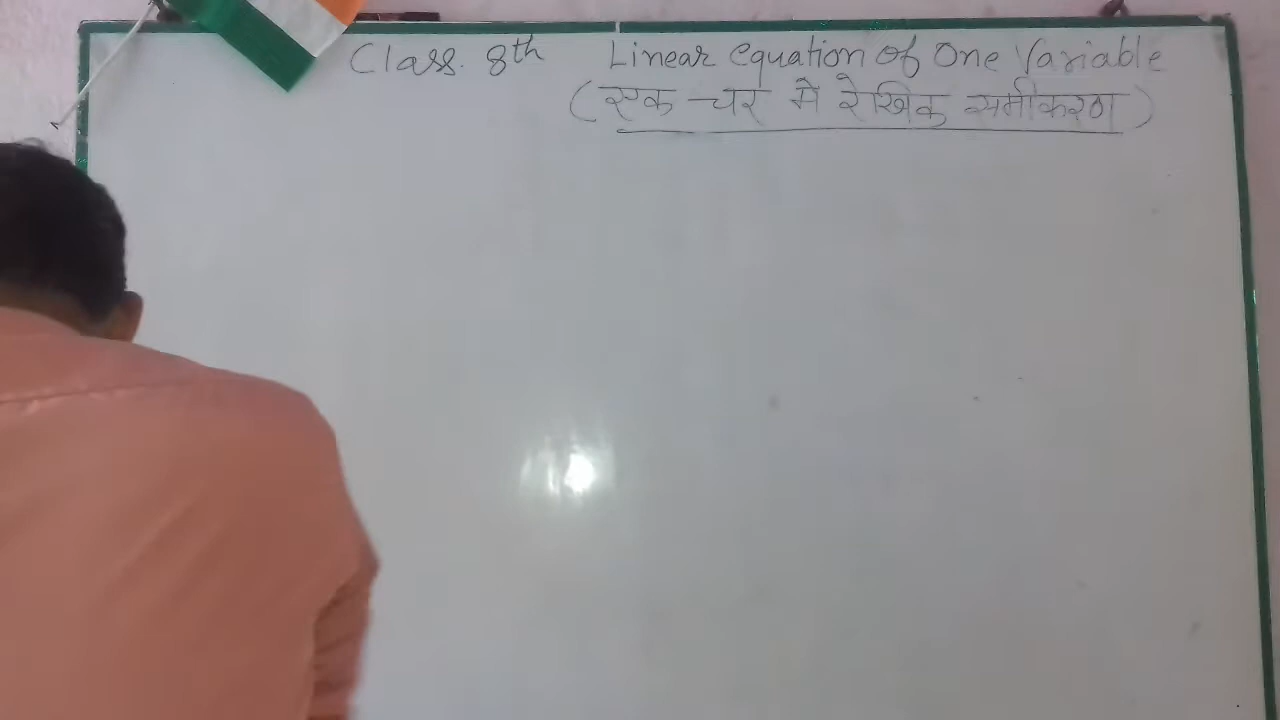 Class. 8th Linear equation of One Variable
(एक चर मे रेखिक समीकरण)